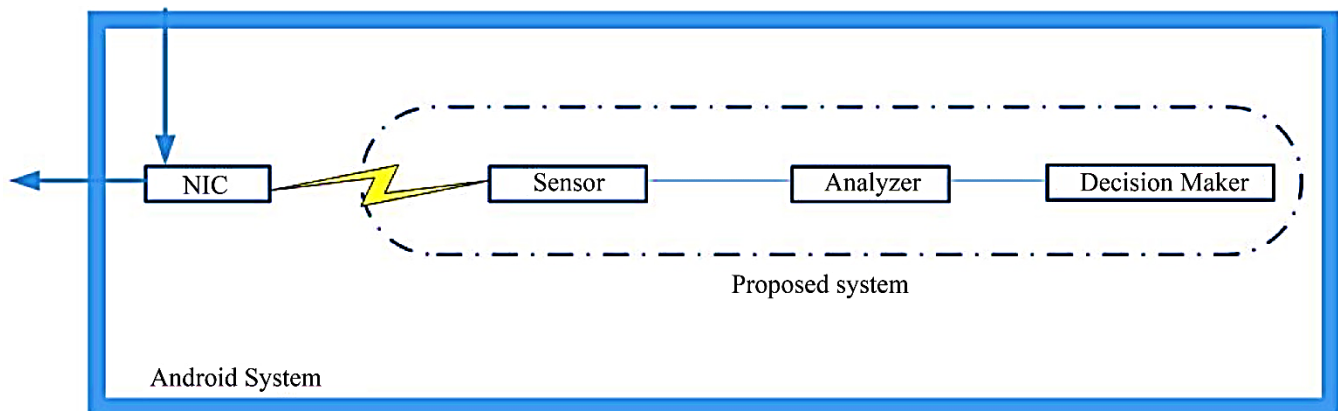 NIC
Sensor
Analyzer
Decision Maker
Proposed system
Android System